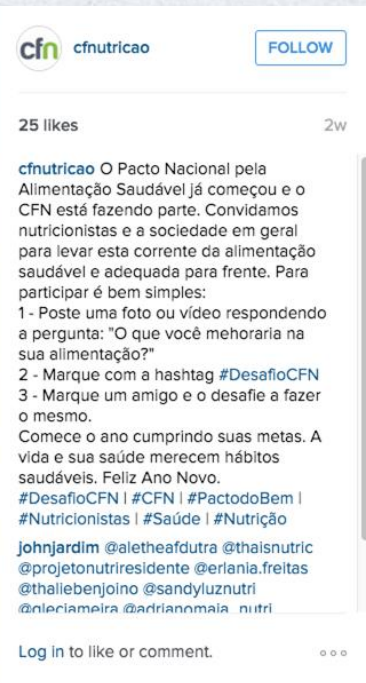 cfn cfnutricao FOLLOW
25 likes 2w
cfnutricao O Pacto Nacional pela
Alimentação Saudável já começou e o
CFN está fazendo parte. Convidamos
nutricionistas e a sociedade em geral
para levar esta corrente da alimentação
saudável e adequada para frente. Para
participar é bem simples:
1 - Poste uma foto ou vídeo respondendo
a pergunta: "O que você mehoraria na
sua alimentação?"
2 - Marque com a hashtag #DesafioCFN
3 - Marque um amigo e o desafie a fazer
o mesmo.
Comece o ano cumprindo suas metas. A
vida e sua saúde merecem hábitos
saudáveis. Feliz Ano Novo.
#DesafioCFN | #CFN | #PactodoBem |
#Nutricionistas | #Saúde | #Nutrição
johnjardim @aletheafdutra @thaisnutric
@projetonutriresidente @erlania.freitas
@thaliebenjoino @sandyluznutri
@gleciameira @adrianomaia_nutri
Log in to like or comment.